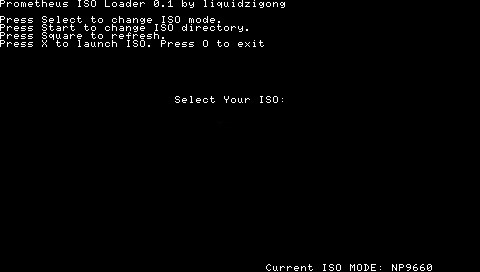 Prometheus ISO Loader 0.1 by liquidzigong
Press Select to change ISO mode.
Press Start to change ISO directory.
Press Square to refresh.
Press X to launch ISO. Press O to exit
Select Your ISO:
Current ISO MODE: NP9660